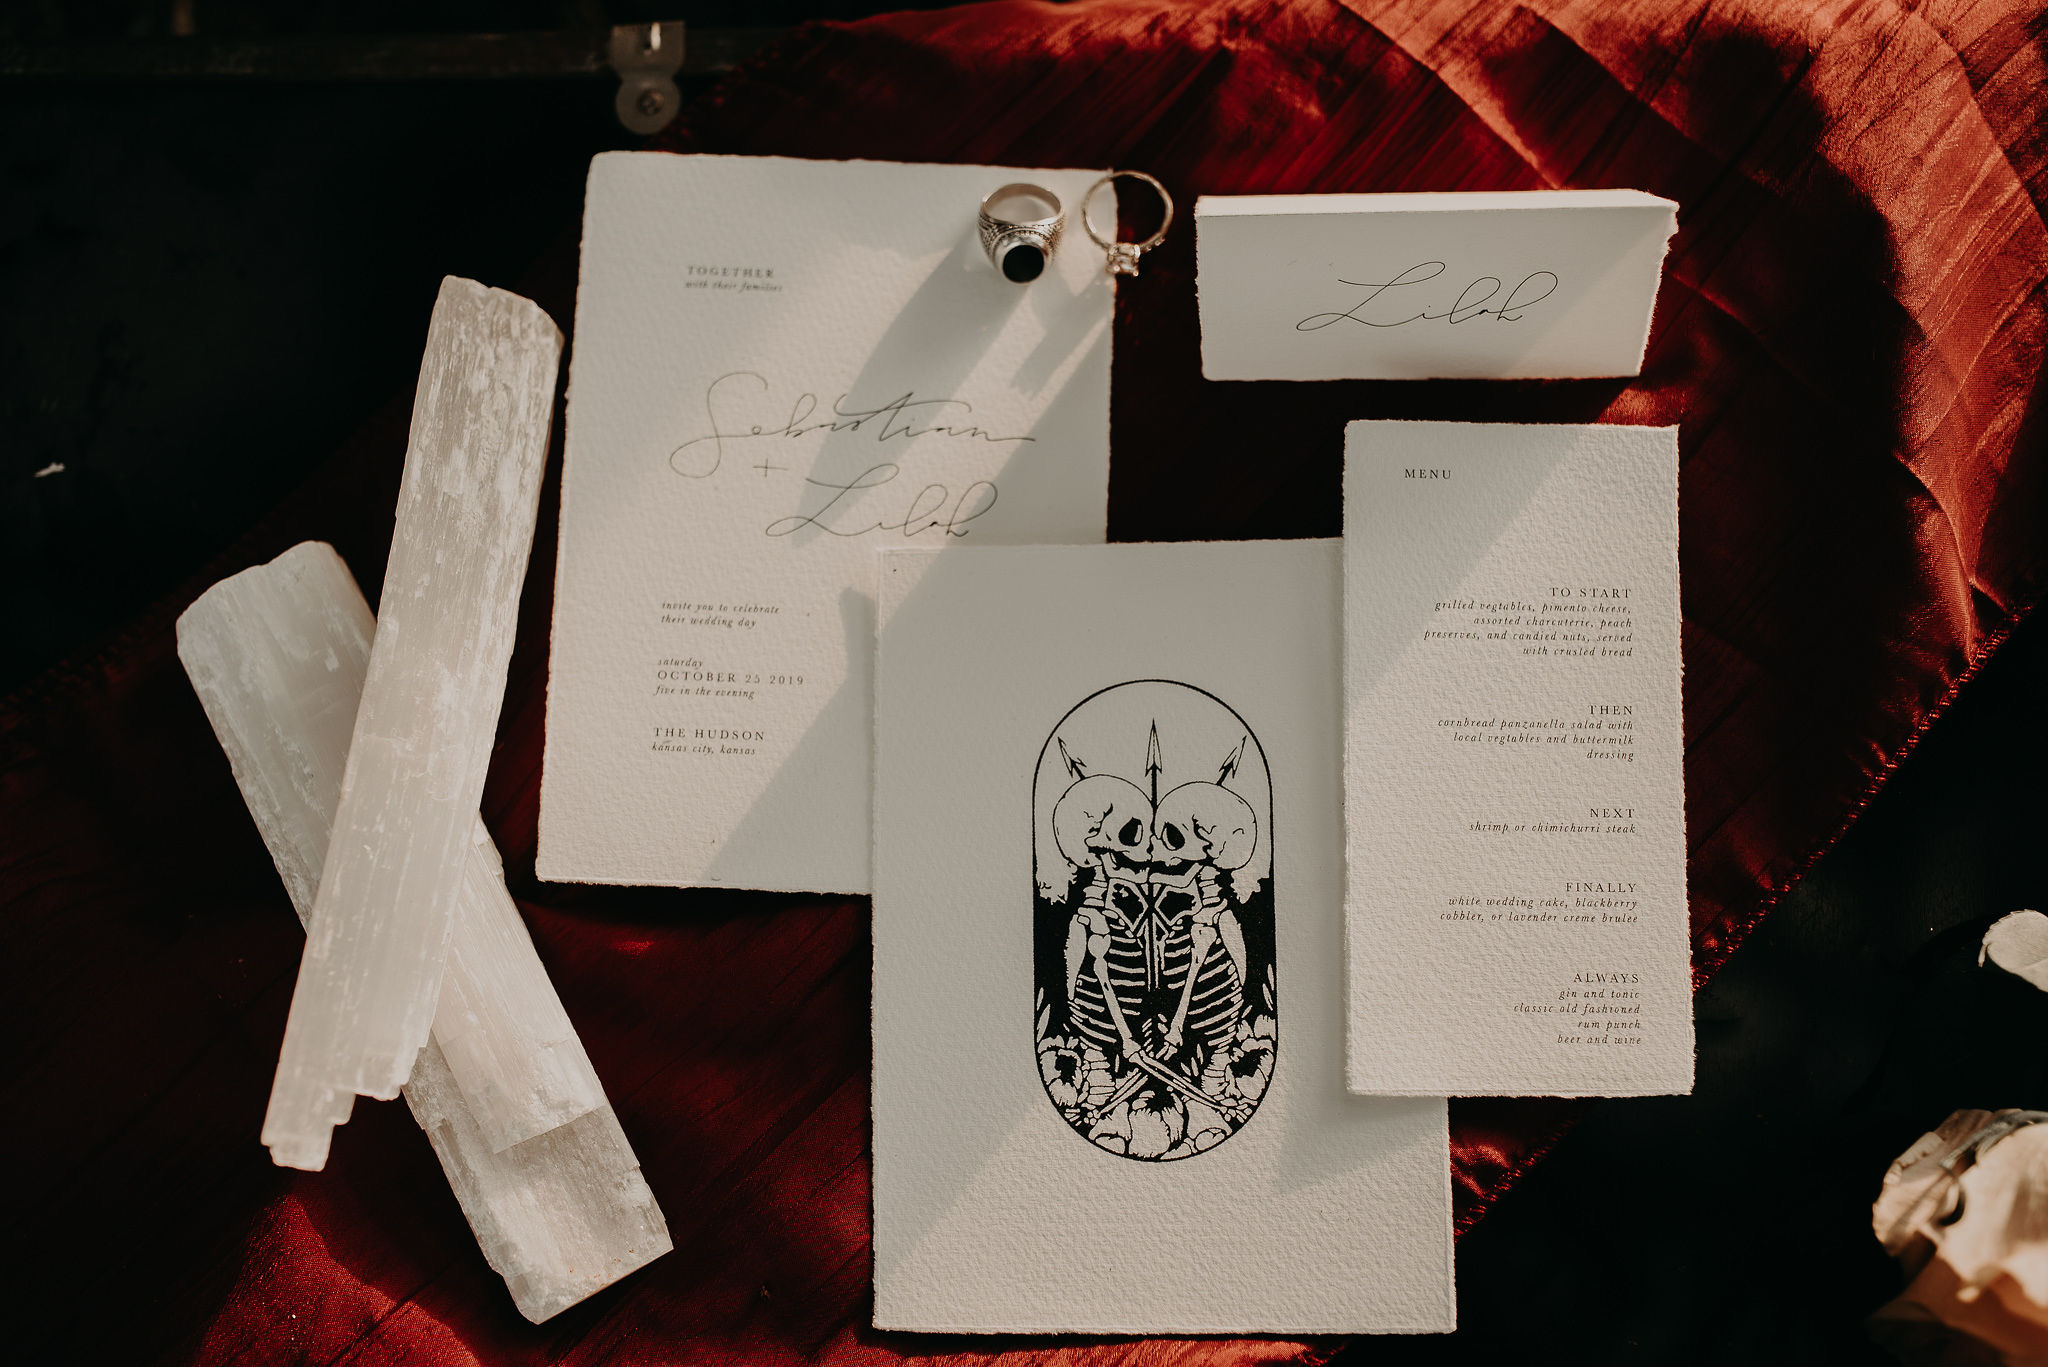 TOGETHER
with their families
Sebastian
+
Lilah
invite you to celebrate
their wedding day
saturday
OCTOBER 25 2019
five in the evening
THE HUDSON
kansas city, kansas
Lilah
MENU
TO START
grilled vegtables, pimento cheese,
assorted charcuterie, peach
preserves, and candied nuts, served
with crusled bread
THEN
cornbread panzanella salad with
local vegtables and buttermilk
dressing
NEXT
shrimp or chimichurri steak
FINALLY
white wedding cake, blackberry
cobbler, or lavender creme brulee
ALWAYS
gin and tonic
classic old fashioned
rum punch
beer and wine